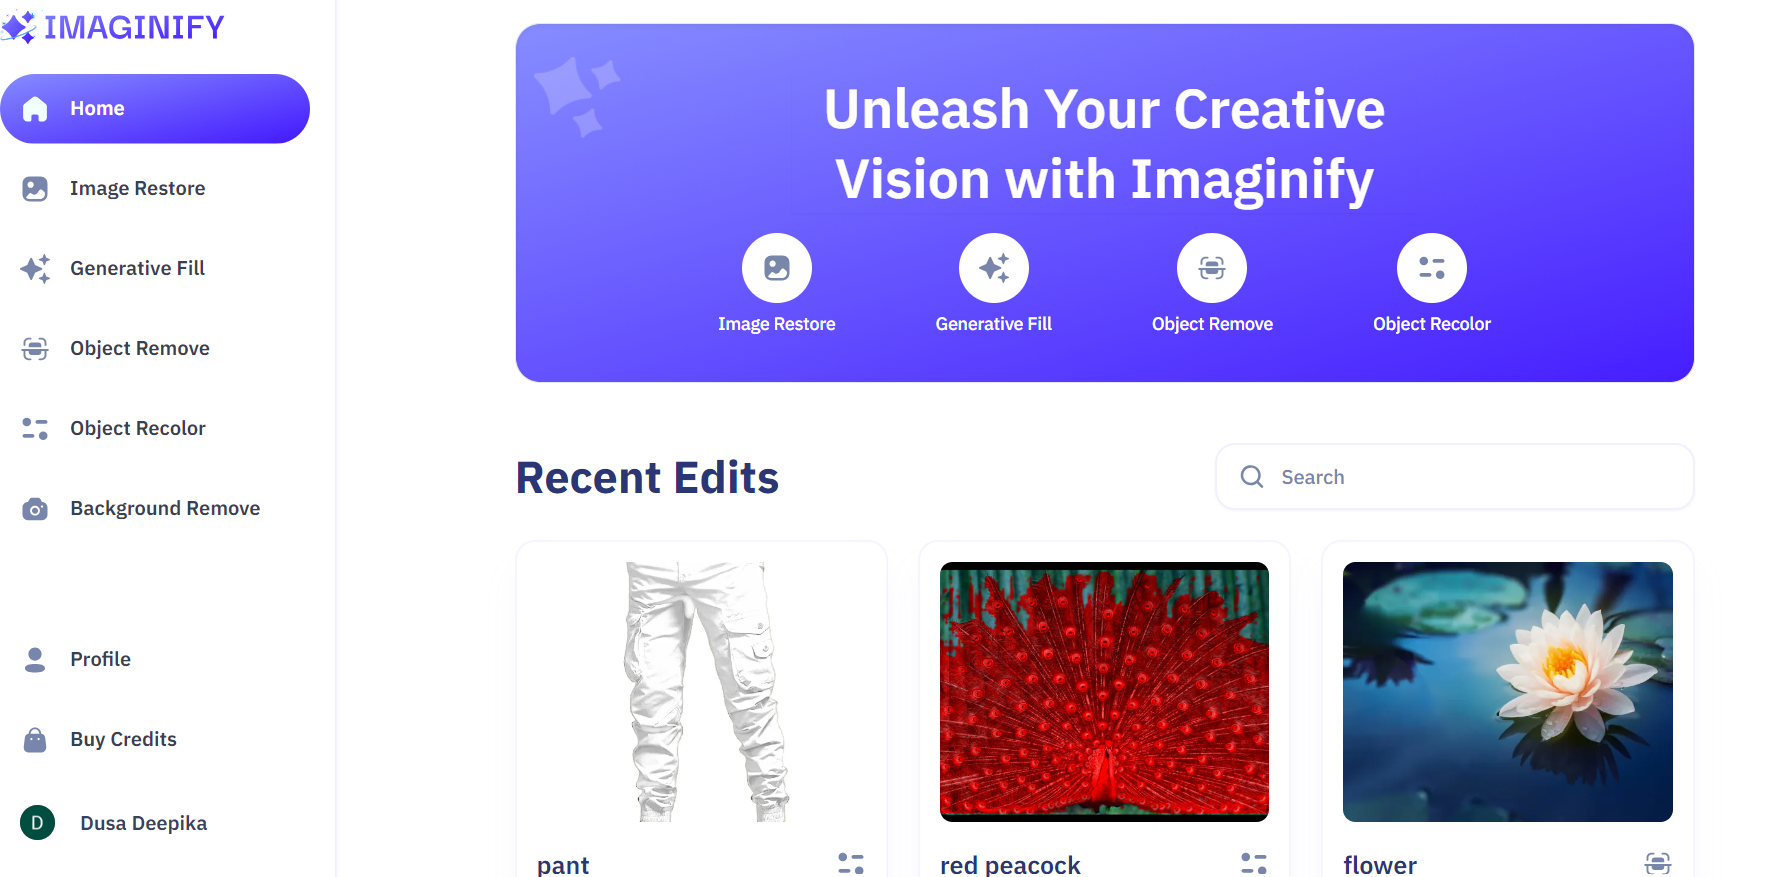 IMAGINIFY
Home
Image Restore
Generative Fill
Object Remove
Object Recolor
Background Remove
Profile
Buy Credits
D
Dusa Deepika
Unleash Your Creative
Vision with Imaginify
Image Restore
Generative Fill
Object Remove
Object Recolor
Recent Edits
Search
pant
red peacock
flower